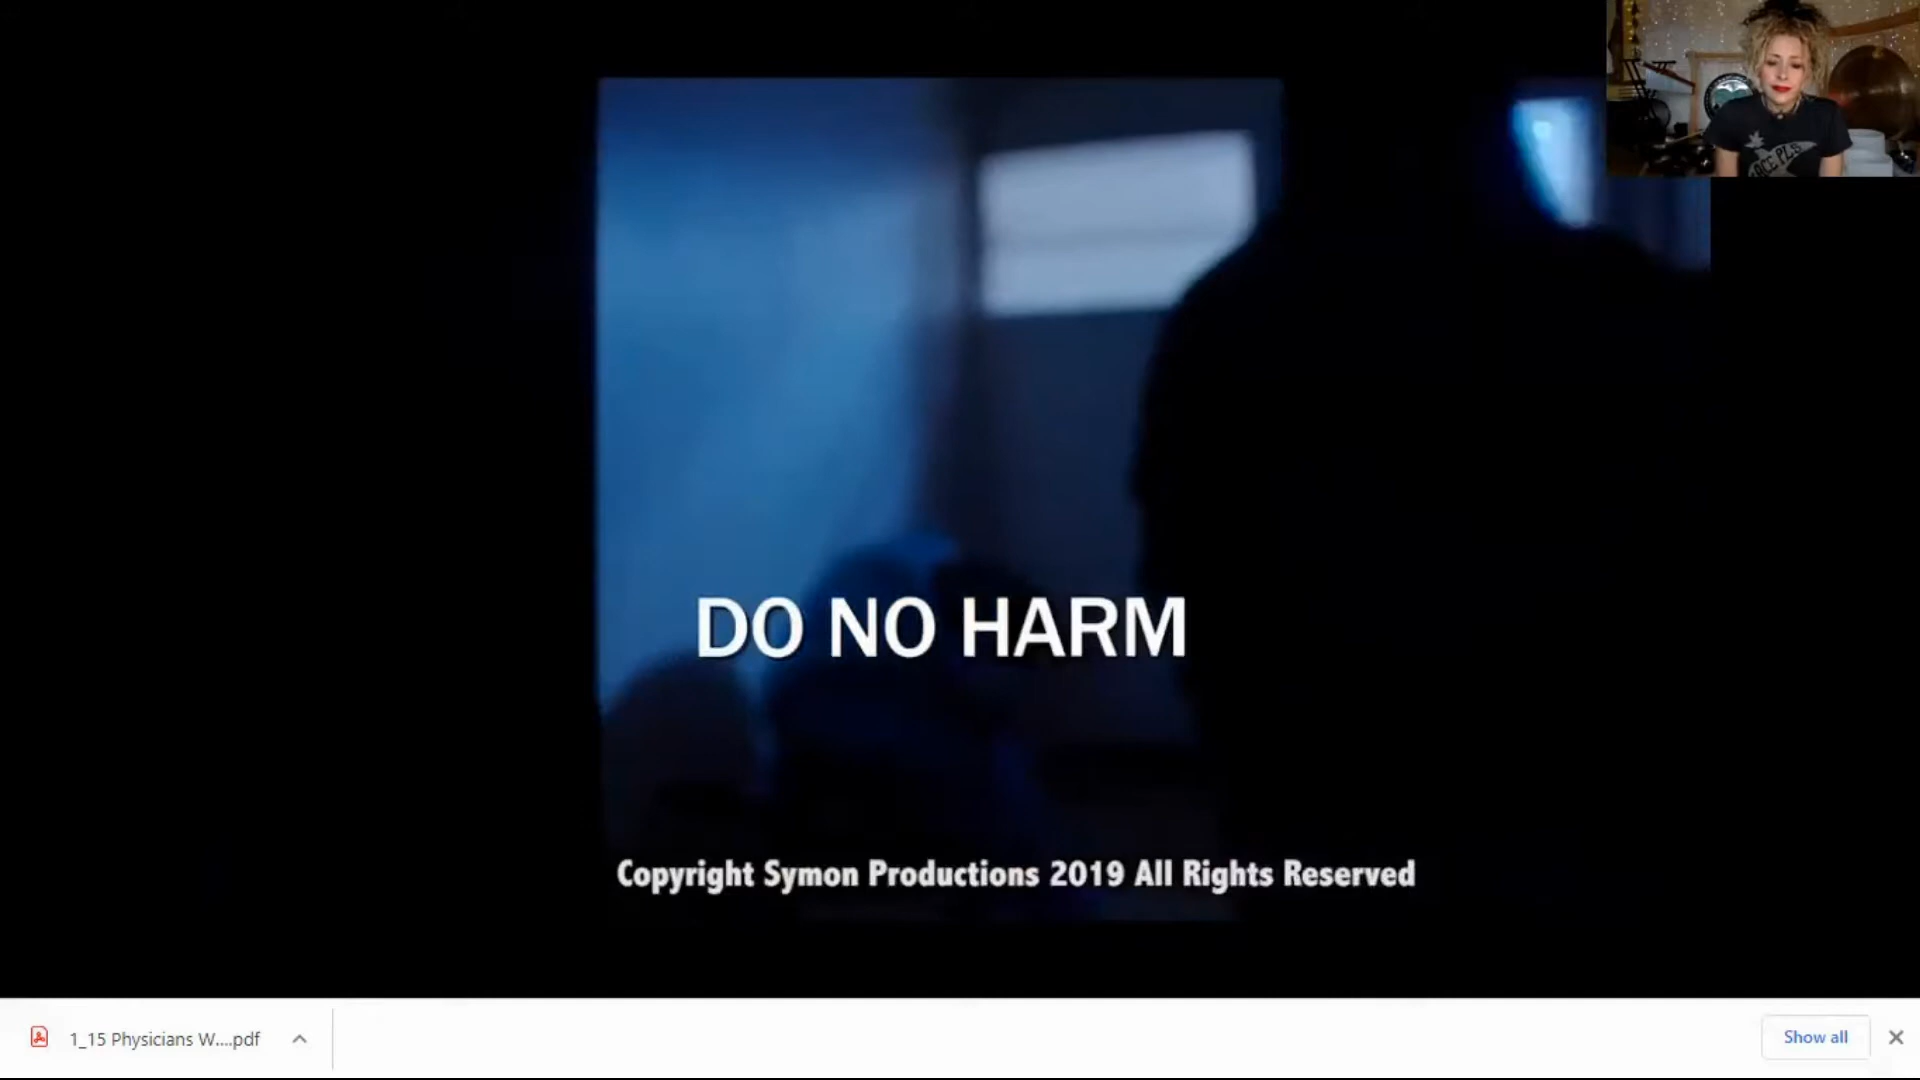 DO NO HARM
Copyright Symon Productions 2019 All Rights Reserved
1_15 Physicians W....pdf
Show all